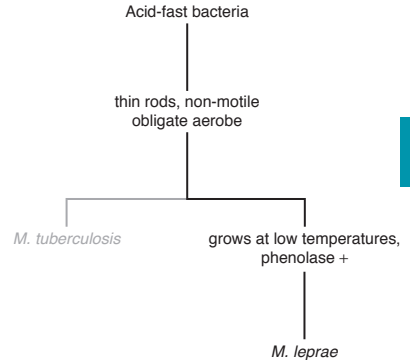 Acid-fast bacteria
thin rods, non-motile
obligate aerobe
M. tuberculosis
grows at low temperatures,
phenolase +
M. leprae